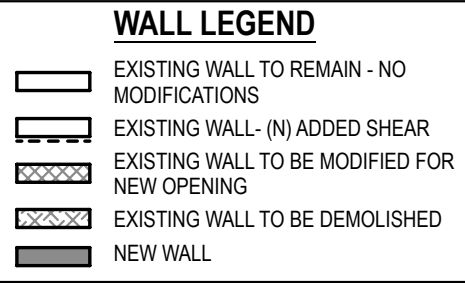 WALL LEGEND
EXISTING WALL TO REMAIN - NO
MODIFICATIONS
EXISTING WALL- (N) ADDED SHEAR
EXISTING WALL TO BE MODIFIED FOR
NEW OPENING
EXISTING WALL TO BE DEMOLISHED
NEW WALL